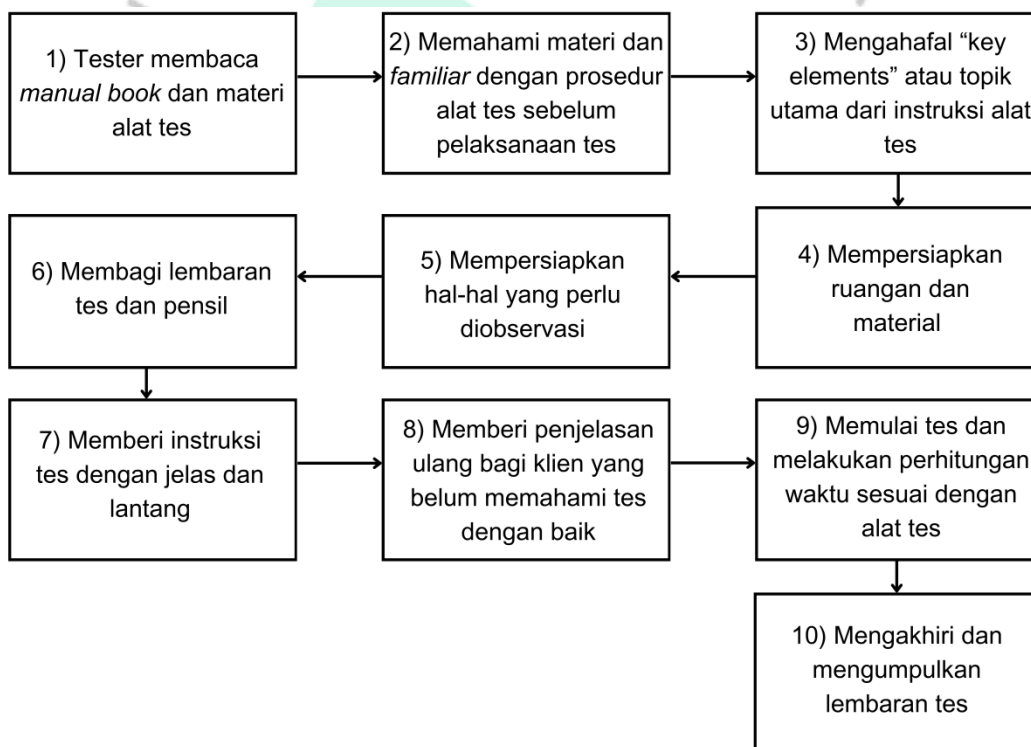 1) Tester membaca
manual book dan materi
alat tes
2) Memahami materi dan
familiar dengan prosedur
alat tes sebelum
pelaksanaan tes
3) Mengahafal “key
elements” atau topik
utama dari instruksi alat
tes
4) Mempersiapkan
ruangan dan
material
5) Mempersiapkan
hal-hal yang perlu
diobservasi
6) Membagi lembaran
tes dan pensil
7) Memberi instruksi
tes dengan jelas dan
lantang
8) Memberi penjelasan
ulang bagi klien yang
belum memahami tes
dengan baik
9) Memulai tes dan
melakukan perhitungan
waktu sesuai dengan
alat tes
10) Mengakhiri dan
mengumpulkan
lembaran tes